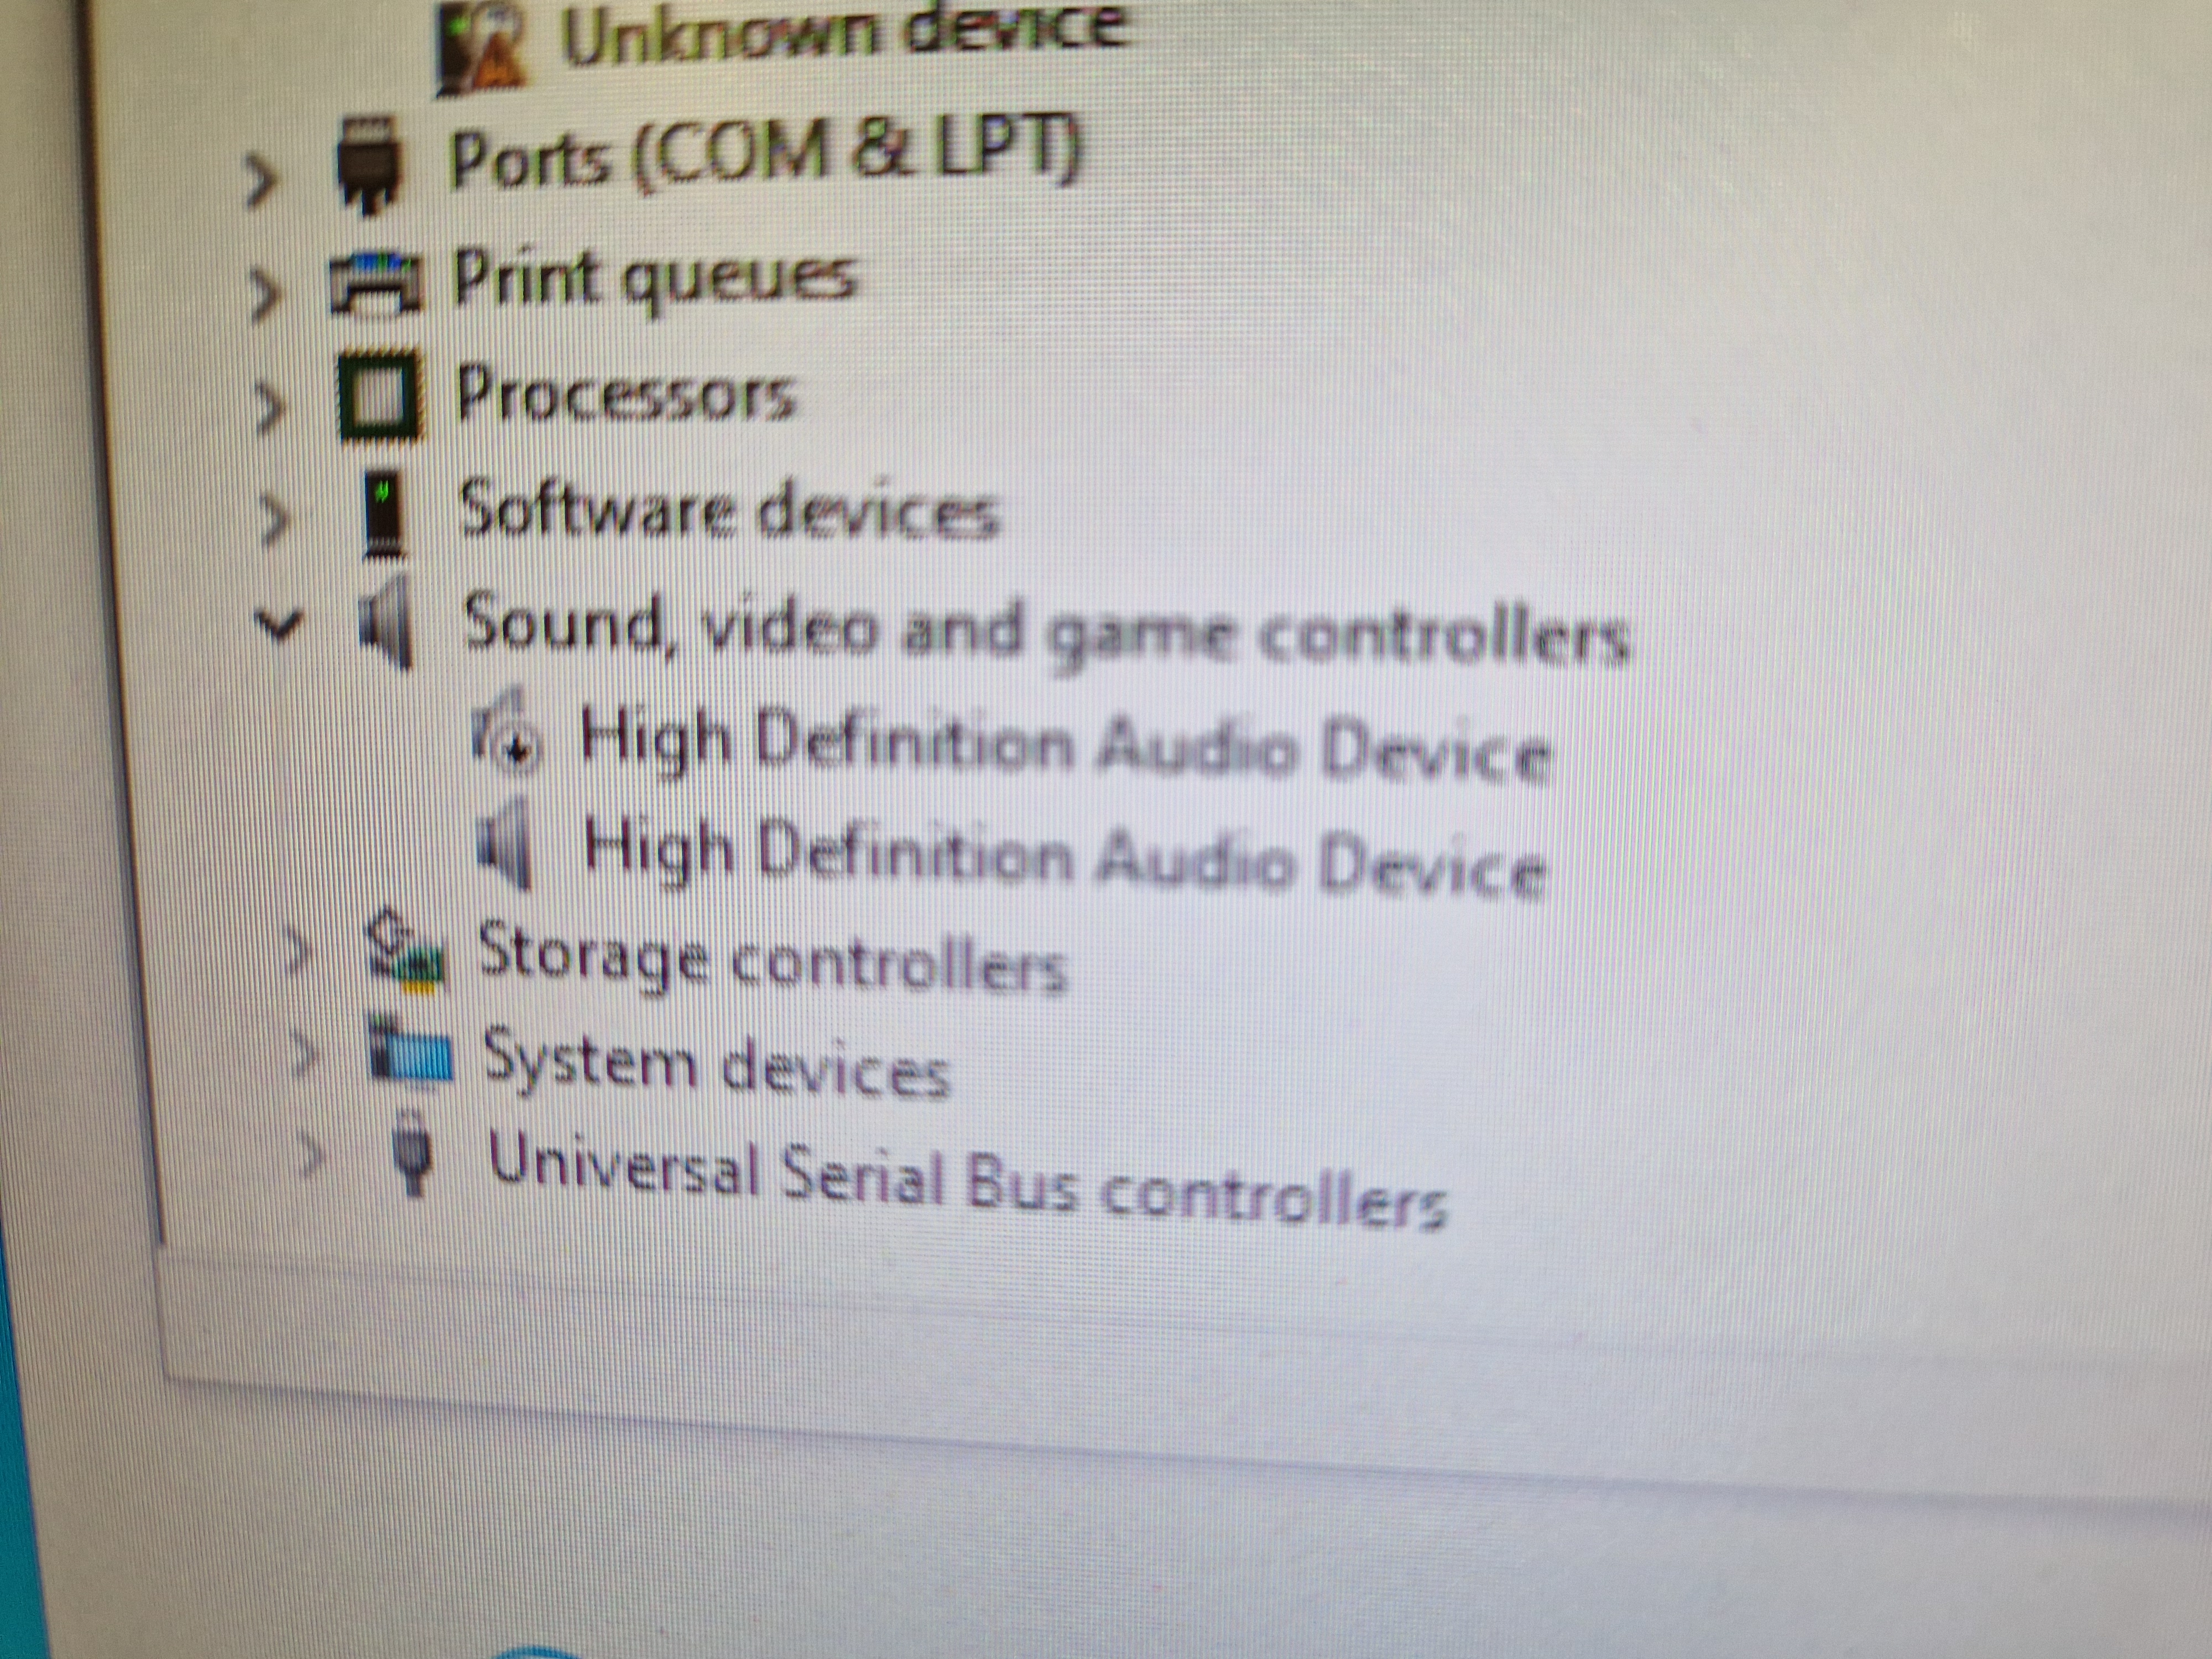 Unknown device
Ports (COM & LPT)
Print queues
Processors
Software devices
Sound, video and game controllers
High Definition Audio Device
High Definition Audio Device
Storage controllers
System devices
Universal Serial Bus controllers